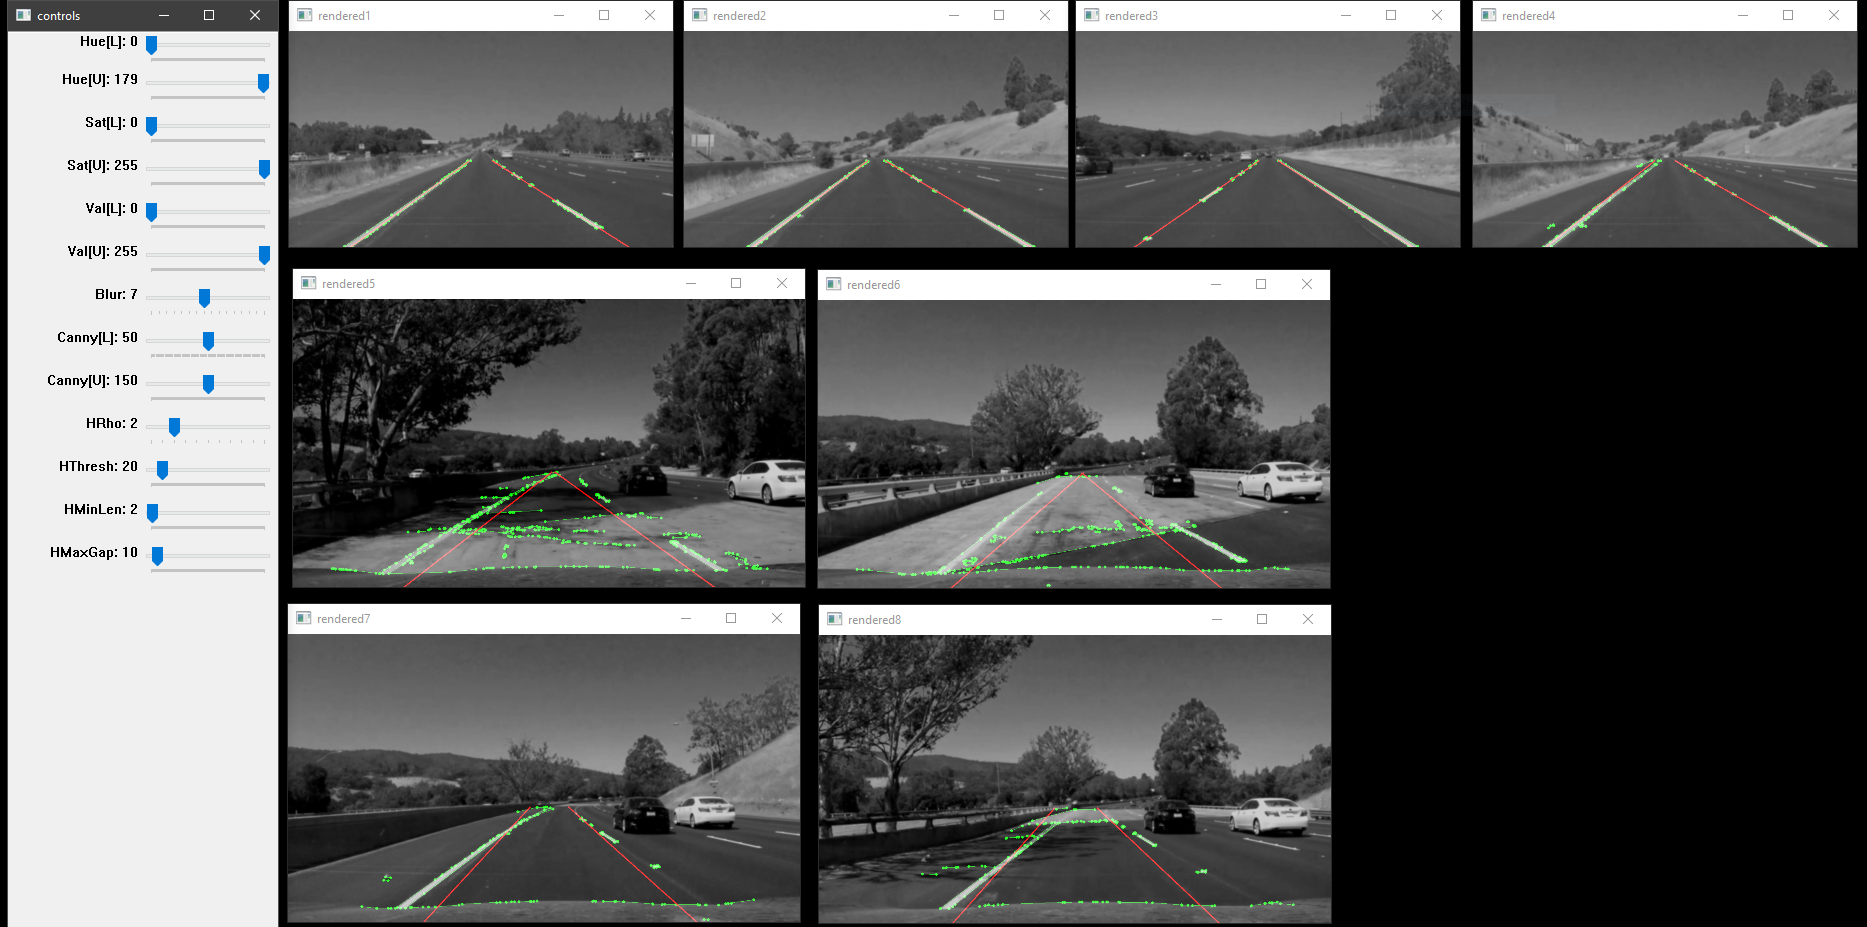 controls
Hue[L]: 0
Hue[U]: 179
Sat[L]: 0
Sat[U]: 255
Val[L]: 0
Val[U]: 255
Blur: 7
Canny[L]: 50
Canny[U]: 150
HRho: 2
HThresh: 20
HMinLen: 2
HMaxGap: 10
rendered1
rendered2
rendered3
rendered4
rendered5
rendered6
rendered7
rendered8